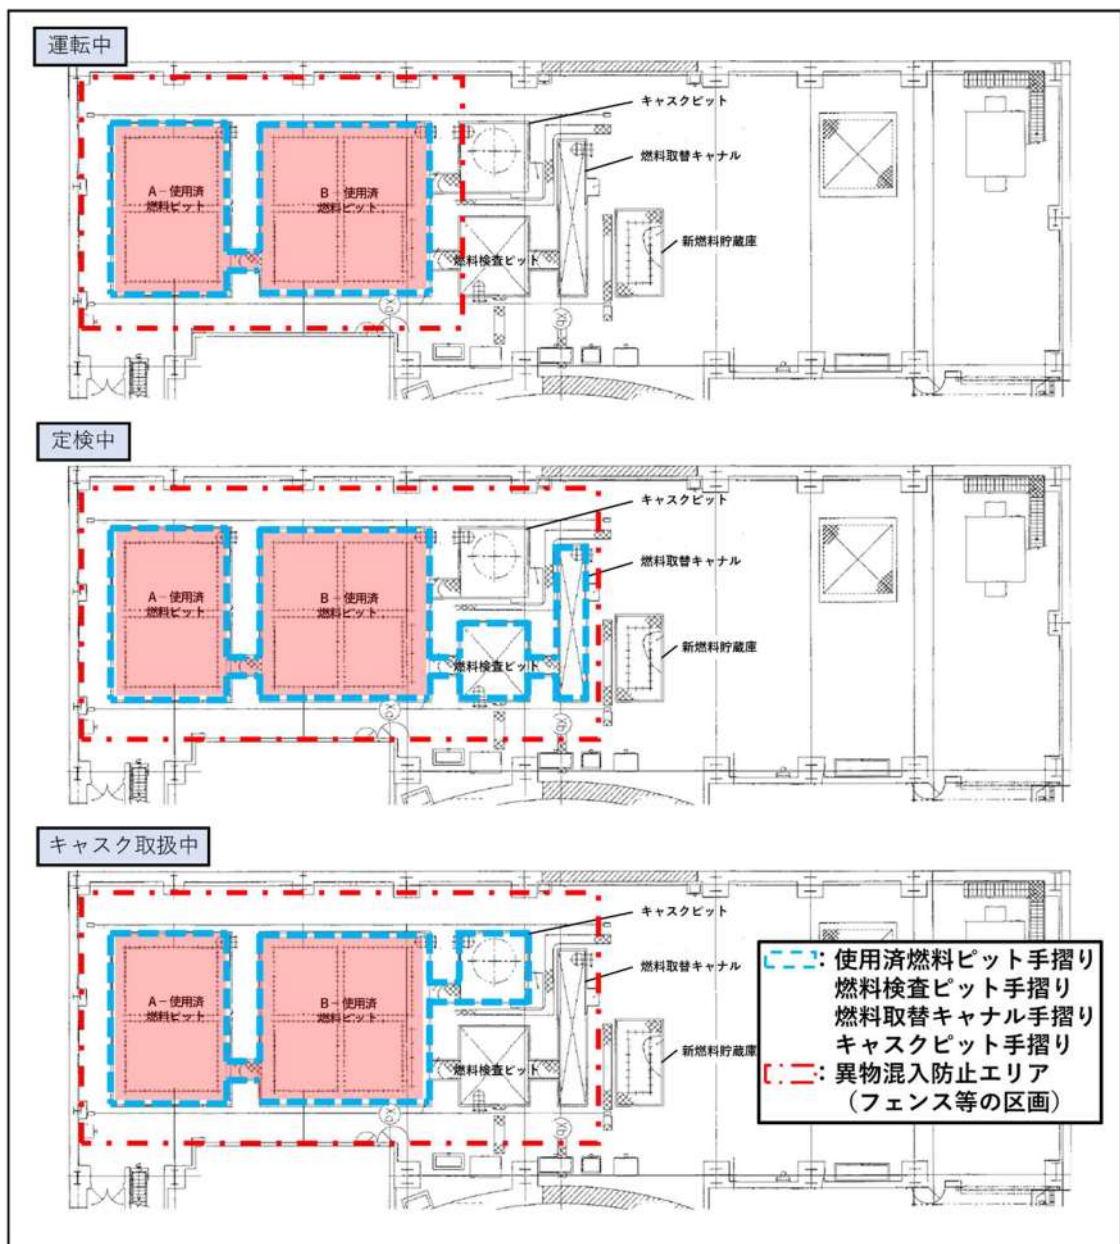 運転中
キャスクピット
燃料取替キャナル
A－使用済
燃料ピット
B－使用済
燃料ピット
新燃料貯蔵庫
燃料検査ピット
定検中
キャスクピット
燃料取替キャナル
A－使用済
燃料ピット
B－使用済
燃料ピット
新燃料貯蔵庫
燃料検査ピット
キャスク取扱中
キャスクピット
燃料取替キャナル
A－使用済
燃料ピット
B－使用済
燃料ピット
新燃料貯蔵庫
燃料検査ピット
：使用済燃料ピット手摺り
燃料検査ピット手摺り
燃料取替キャナル手摺り
キャスクピット手摺り
：異物混入防止エリア
（フェンス等の区画）